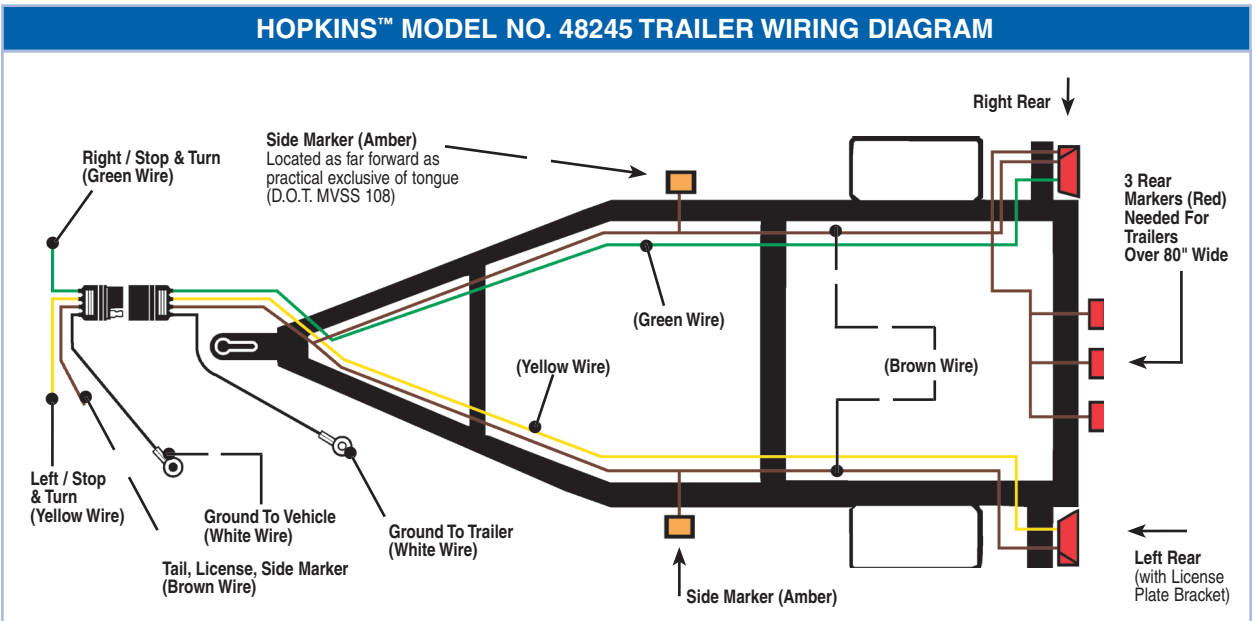 HOPKINS™ MODEL NO. 48245 TRAILER WIRING DIAGRAM
Right Rear
Side Marker (Amber)
Located as far forward as
practical exclusive of tongue
(D.O.T. MVSS 108)
Right / Stop & Turn
(Green Wire)
3 Rear
Markers (Red)
Needed For
Trailers
Over 80" Wide
(Green Wire)
(Yellow Wire)
(Brown Wire)
Left / Stop
& Turn
(Yellow Wire)
Ground To Vehicle
(White Wire)
Ground To Trailer
(White Wire)
Tail, License, Side Marker
(Brown Wire)
Side Marker (Amber)
Left Rear
(with License
Plate Bracket)